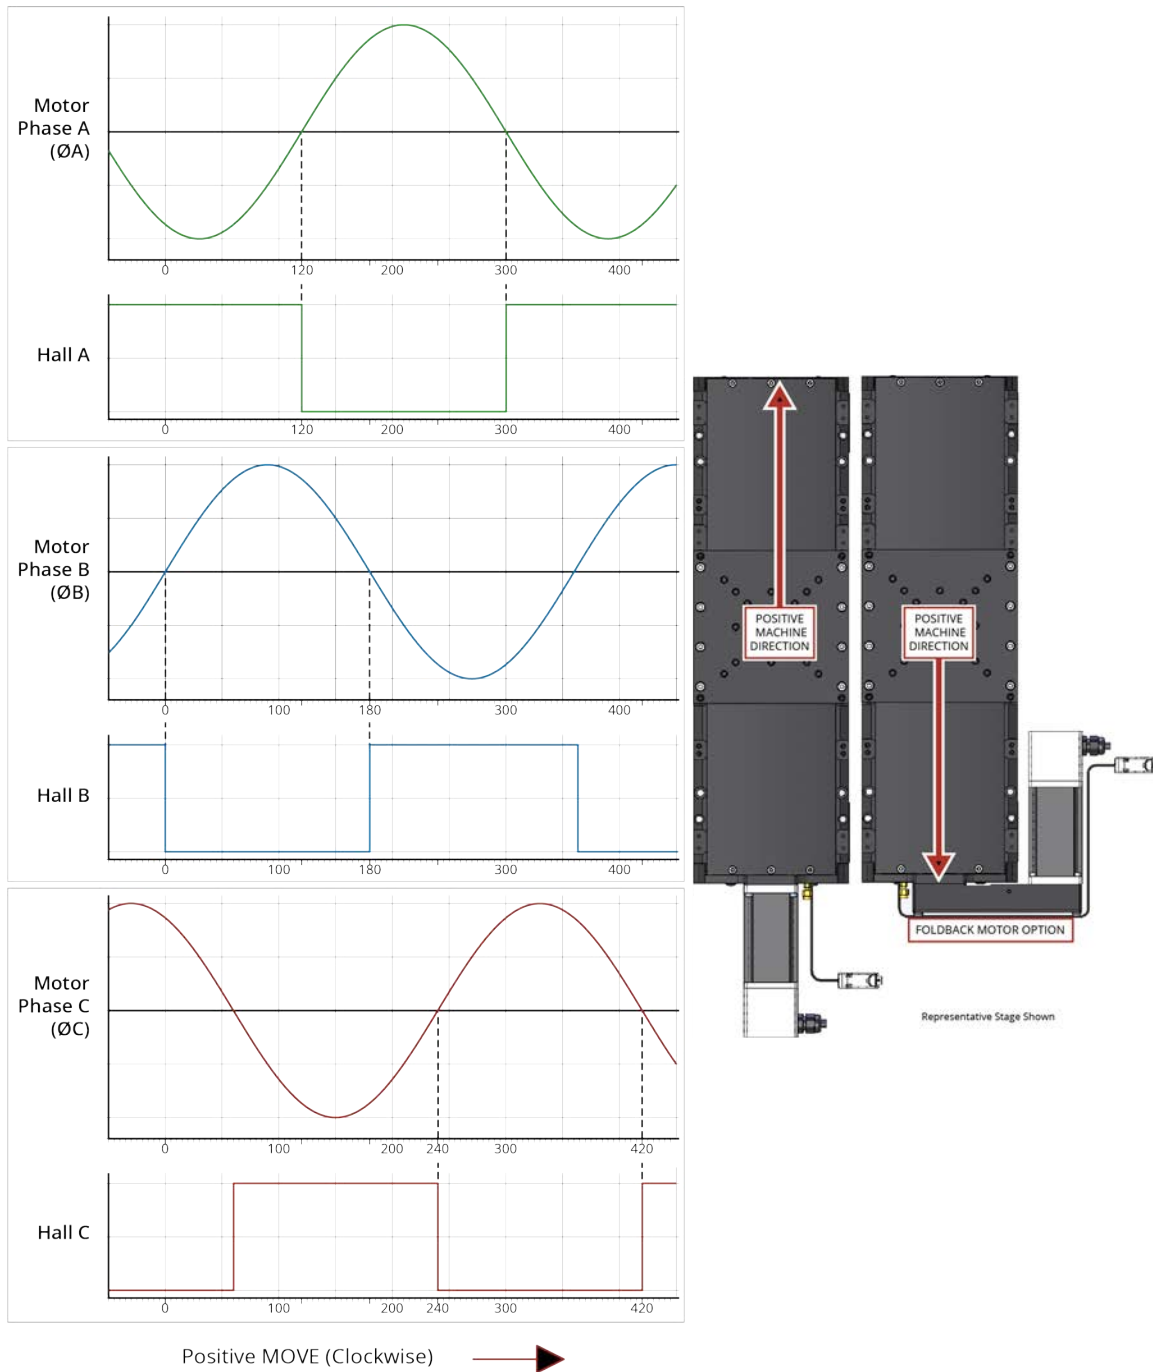 Motor
Phase A
(ØA)
0 120 200 300 400
Hall A
0 120 200 300 400
Motor
Phase B
(ØB)
0 100 180 300
Hall B
0 100 180 300 400
Motor
Phase C
(ØC)
0 100 200 240 300 420
Hall C
0 100 200 240 300 420
Positive MOVE (Clockwise)
POSITIVE
MACHINE
DIRECTION
POSITIVE
MACHINE
DIRECTION
FOLDBACK MOTOR OPTION
Representative Stage Shown